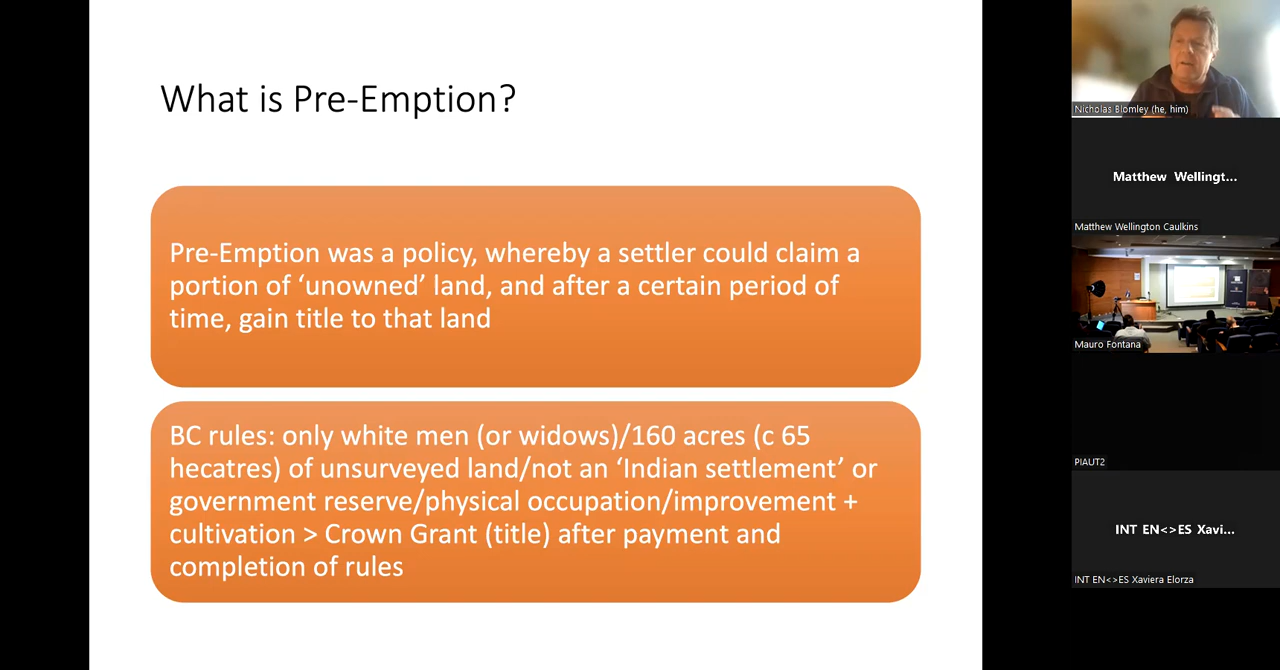 What is Pre-Emption?
Pre-Emption was a policy, whereby a settler could claim a
portion of ‘unowned’ land, and after a certain period of
time, gain title to that land
BC rules: only white men (or widows)/160 acres (c 65
hecatres) of unsurveyed land/not an ‘Indian settlement’ or
government reserve/physical occupation/improvement +
cultivation > Crown Grant (title) after payment and
completion of rules
Nicholas Blomley (he, him)
Matthew Wellingt...
Matthew Wellington Caulkins
Mauro Fontana
PIAUT2
INT EN<>ES Xavi...
INT EN<>ES Xaviera Elorza